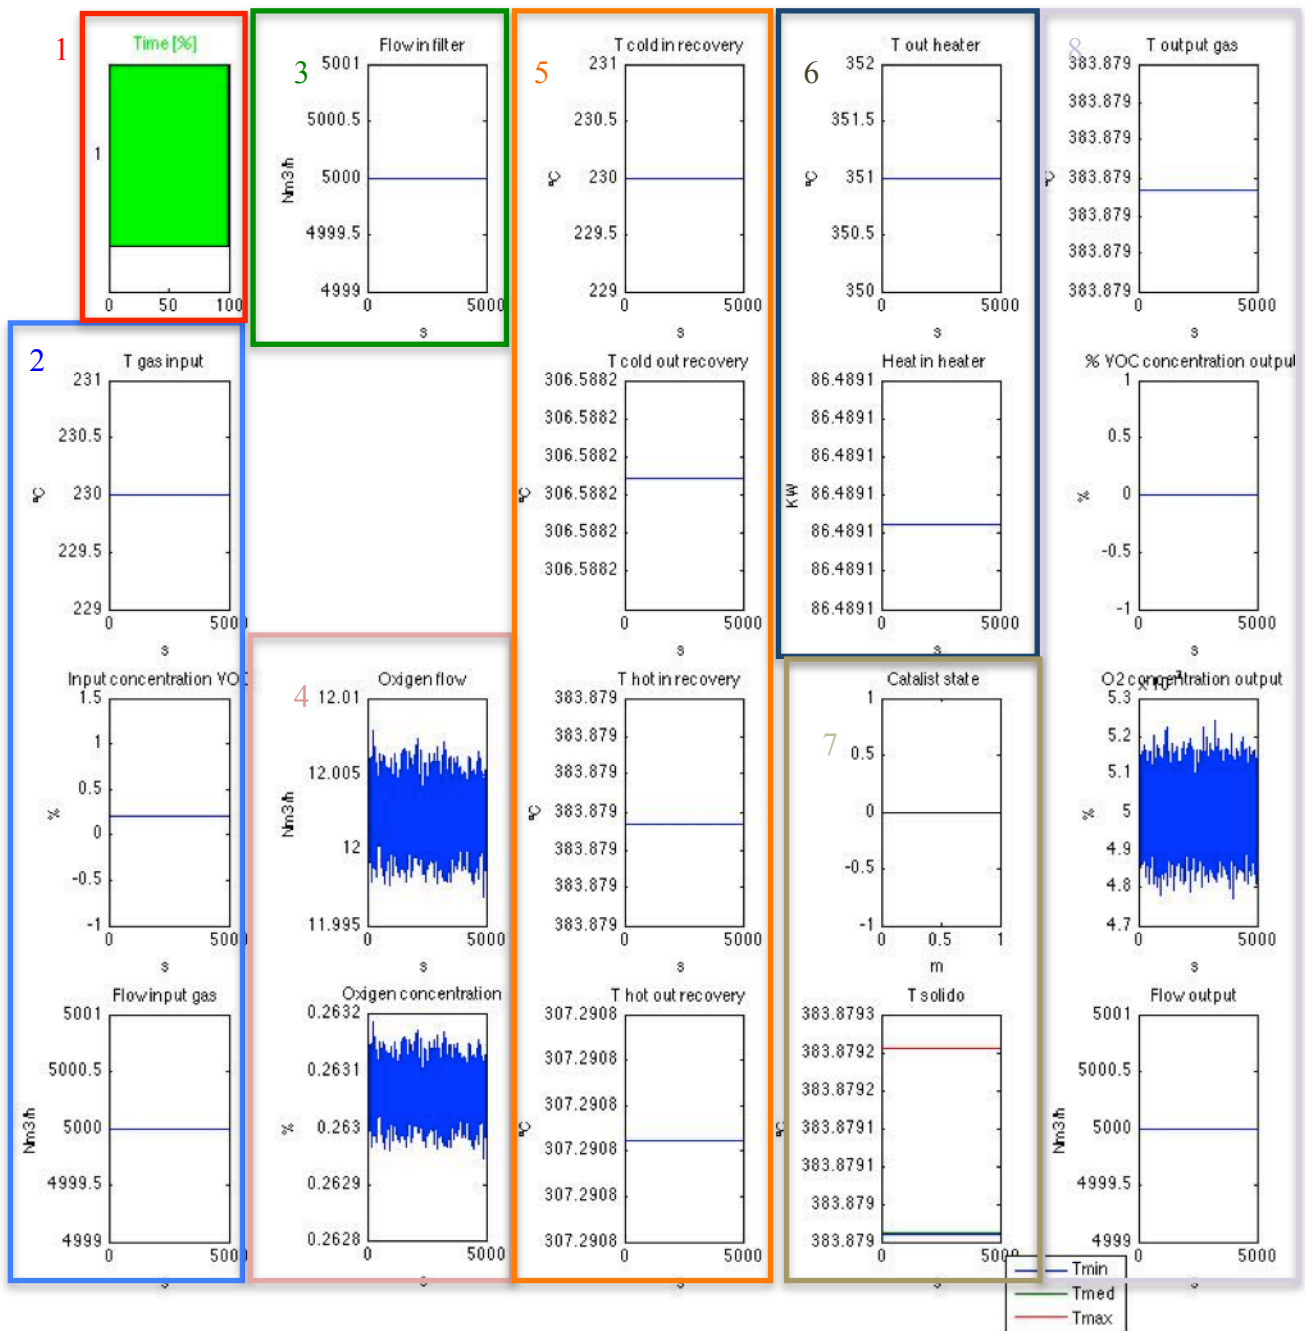 1
Time [%]
1
0 50 100
2
T gas input
231
230.5
230
229.5
229
ºC
0 5000
s
Input concentration VOC
1.5
1
0.5
0
-0.5
-1
%
0 5000
s
Flow input gas
5001
5000.5
5000
4999.5
4999
Nm3/h
0 5000
s
3
Flow in filter
5001
5000.5
5000
4999.5
4999
Nm3/h
0 5000
s
4
Oxigen flow
12.01
12.005
12
11.995
Nm3/h
0 5000
Oxigen concentration
0.2632
0.2631
0.263
0.2629
0.2628
%
0 5000
s
5
T cold in recovery
231
230.5
230
229.5
229
ºC
0 5000
s
T cold out recovery
306.5882
306.5882
306.5882
306.5882
306.5882
306.5882
ºC
0 5000
s
T hot in recovery
383.879
383.879
383.879
383.879
383.879
383.879
383.879
ºC
0 5000
s
T hot out recovery
307.2908
307.2908
307.2908
307.2908
307.2908
307.2908
ºC
0 5000
s
6
T out heater
352
351.5
351
350.5
350
ºC
0 5000
s
Heat in heater
86.4891
86.4891
86.4891
86.4891
86.4891
86.4891
86.4891
KW
0 5000
s
7
Catalist state
1
0.5
0
-0.5
-1
0 0.5 1
m
T solido
383.8793
383.8792
383.8792
383.8791
383.8791
383.879
383.879
ºC
0 5000
Tmin
Tmed
Tmax
8
T output gas
383.879
383.879
383.879
383.879
383.879
383.879
383.879
ºC
0 5000
s
% VOC concentration output
1
0.5
0
-0.5
-1
%
0 5000
s
O2 concentration output
5.3
5.2
5.1
5
4.9
4.8
4.7
%
0 5000
s
Flow output
5001
5000.5
5000
4999.5
4999
Nm3/h
0 5000
s